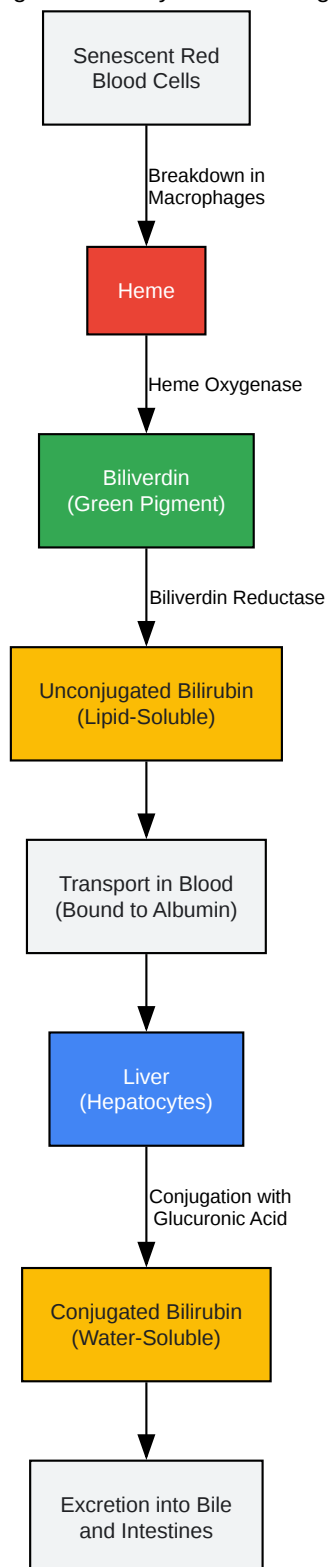 Senescent Red
Blood Cells
Breakdown in
Macrophages
Heme
Heme Oxygenase
Biliverdin
(Green Pigment)
Biliverdin Reductase
Unconjugated Bilirubin
(Lipid-Soluble)
Transport in Blood
(Bound to Albumin)
Liver
(Hepatocytes)
Conjugation with
Glucuronic Acid
Conjugated Bilirubin
(Water-Soluble)
Excretion into Bile
and Intestines